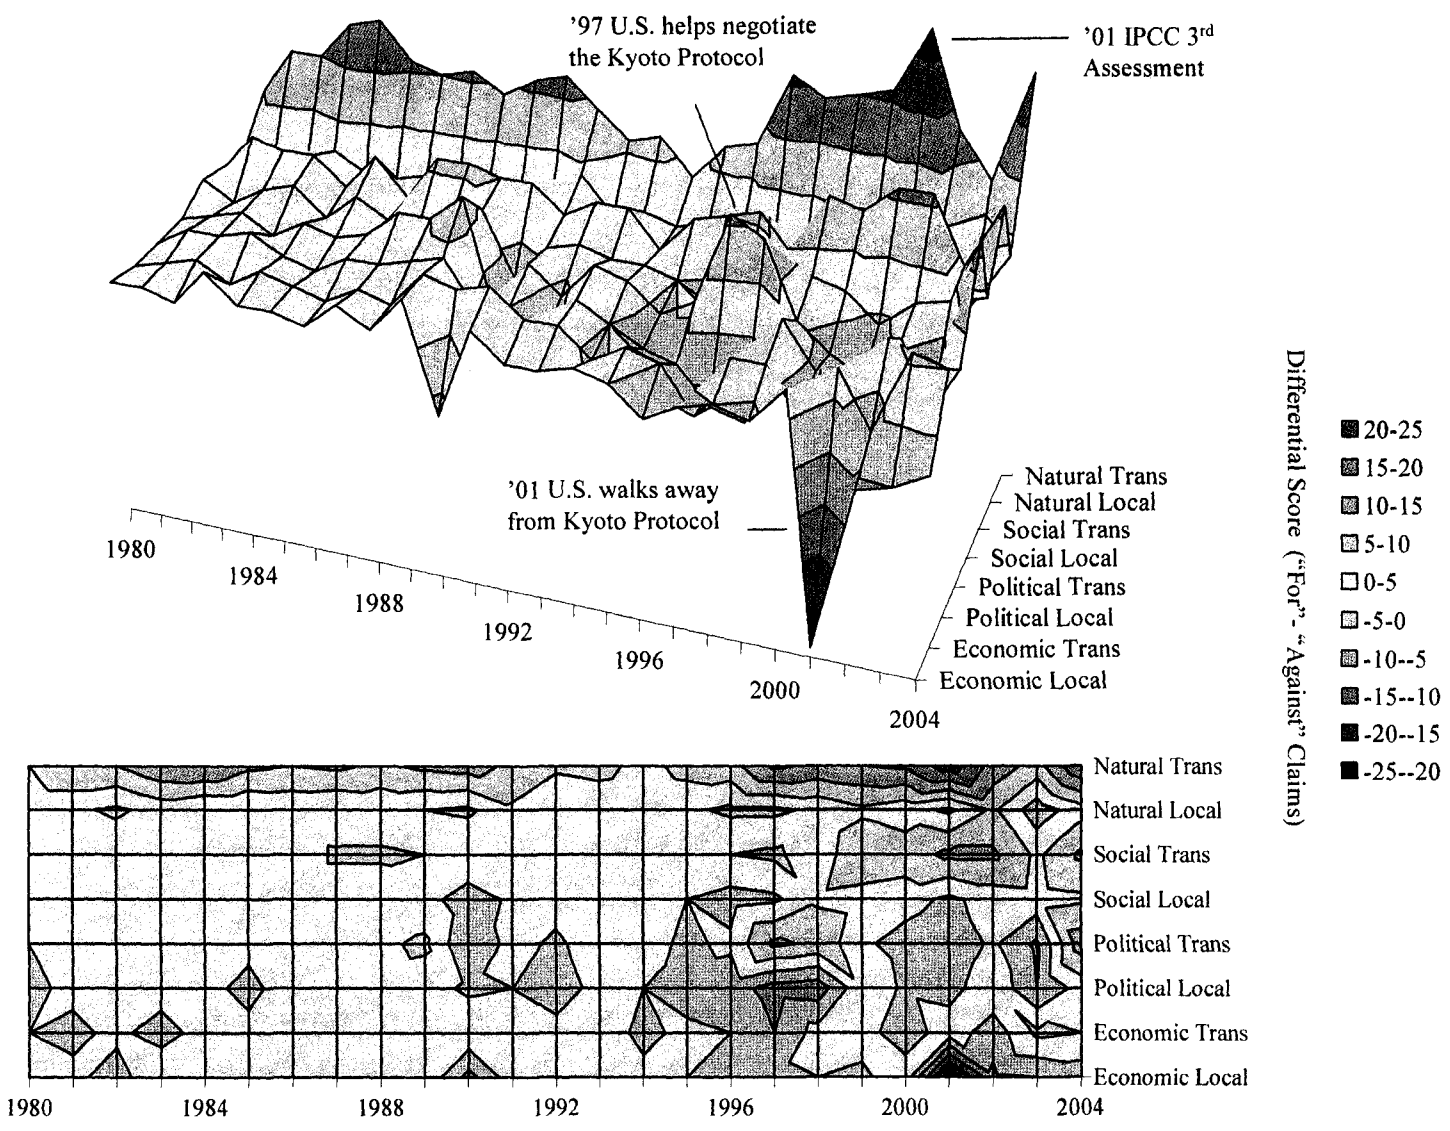 ’97 U.S. helps negotiate
the Kyoto Protocol
’01 IPCC 3rd
Assessment
’01 U.S. walks away
from Kyoto Protocol
1980
1984
1988
1992
1996
2000
2004
Natural Trans
Natural Local
Social Trans
Social Local
Political Trans
Political Local
Economic Trans
Economic Local
Differential Score (“For”- “Against” Claims)
20-25
15-20
10-15
5-10
0-5
-5-0
-10--5
-15--10
-20--15
-25--20
Natural Trans
Natural Local
Social Trans
Social Local
Political Trans
Political Local
Economic Trans
Economic Local
1980 1984 1988 1992 1996 2000 2004